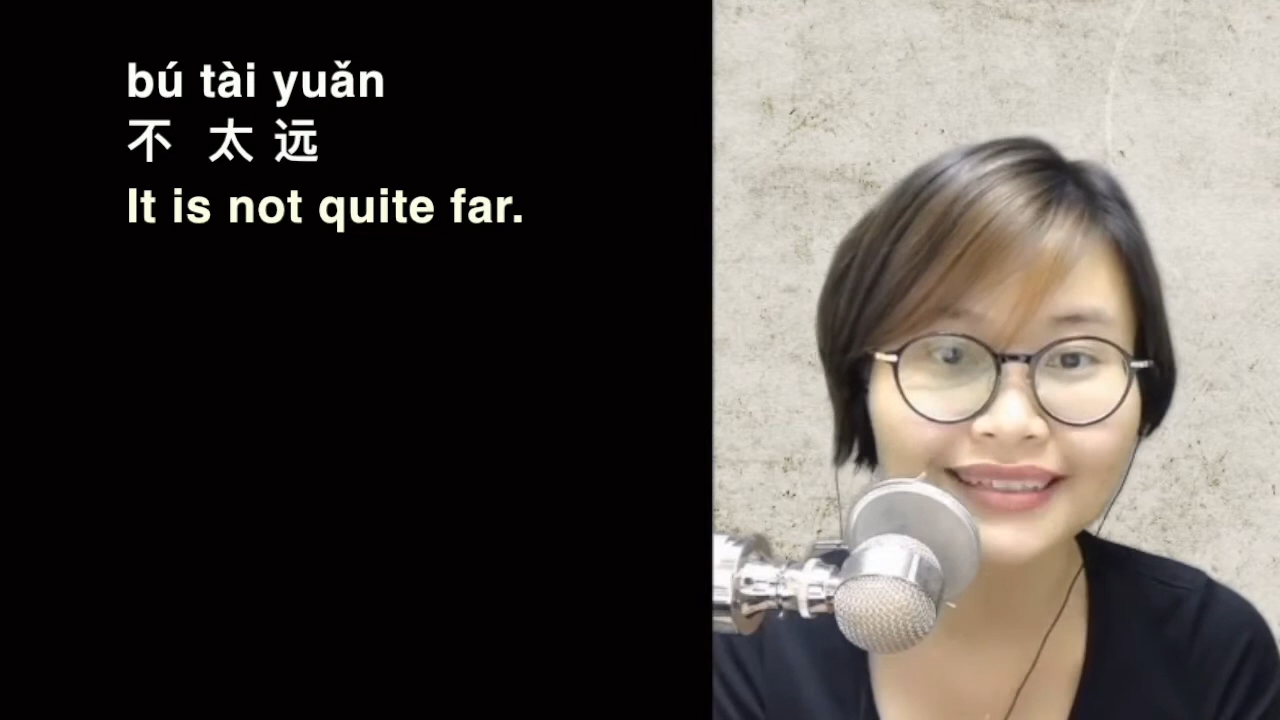 bú tài yuǎn
不 太 远
It is not quite far.